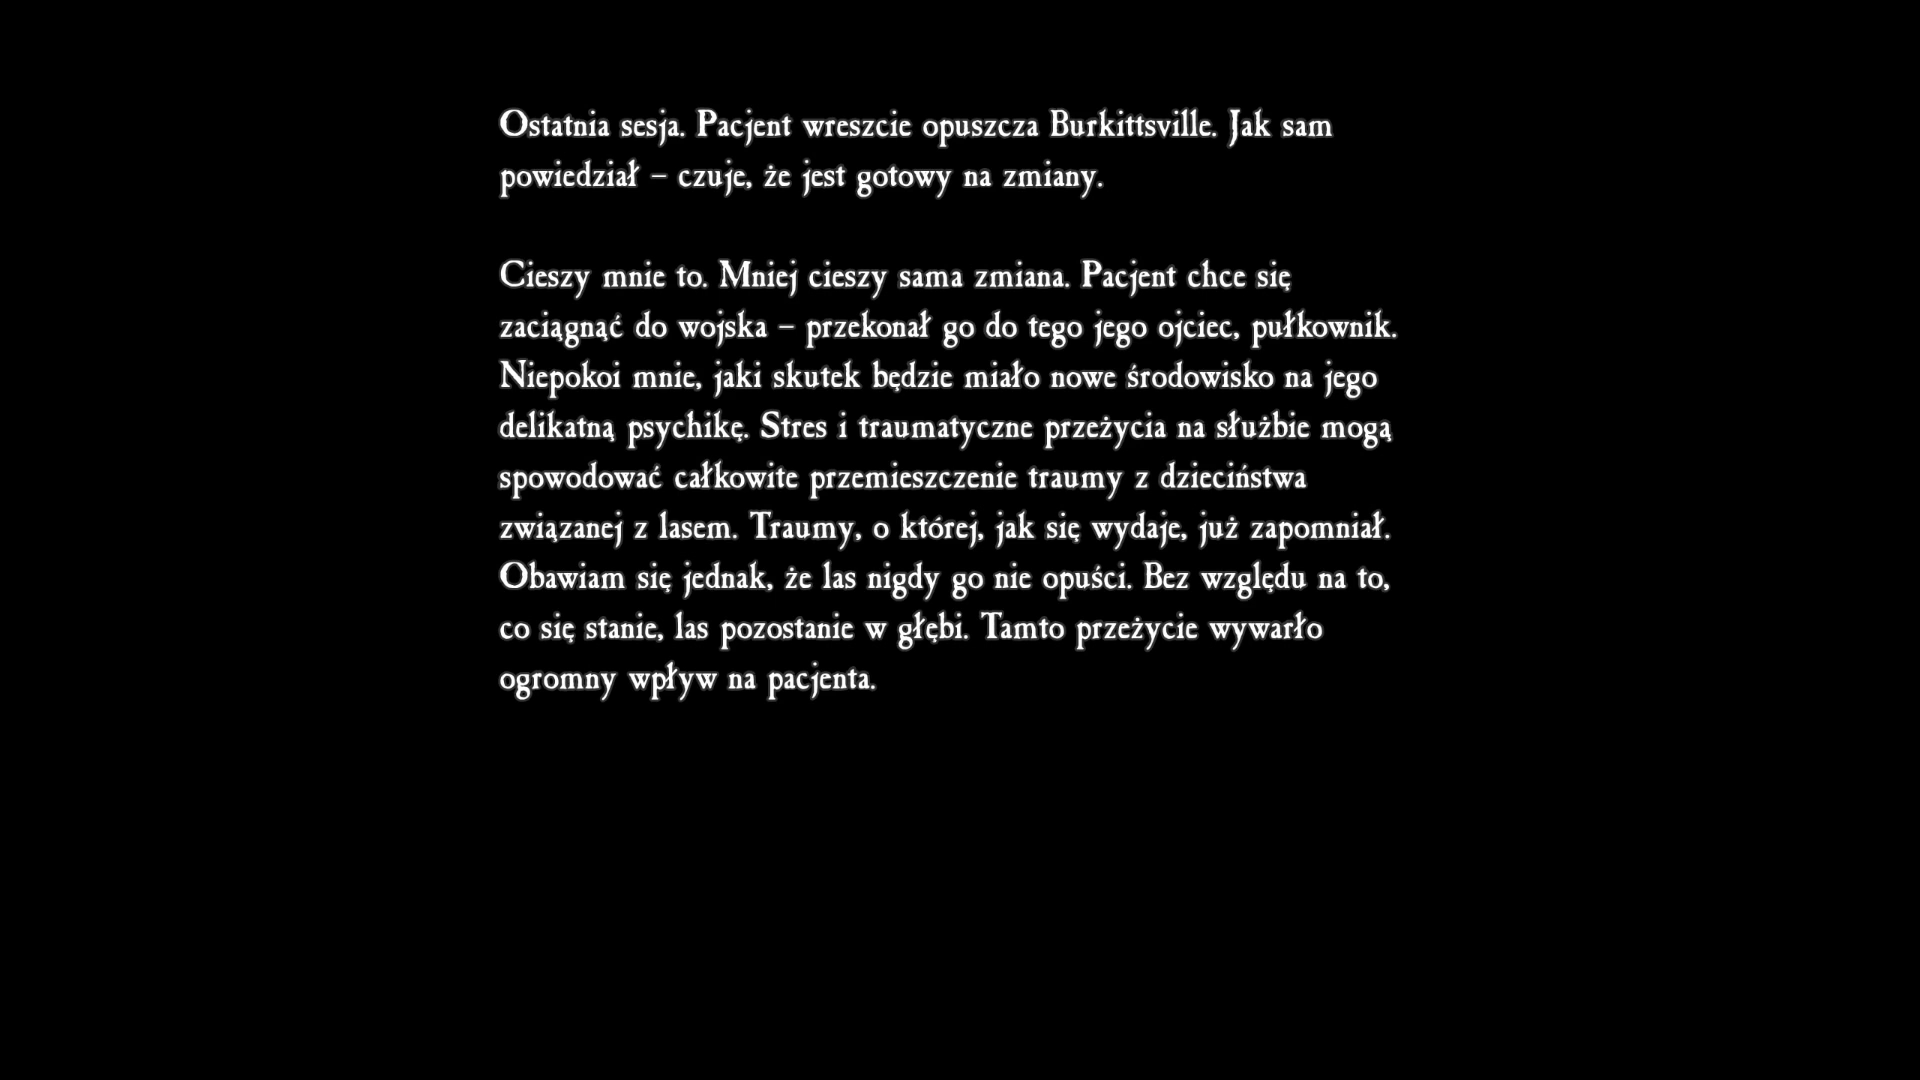 Ostatnia sesja. Pacjent wreszcie opuszcza Burkittsville. Jak sam
powiedział – czuje, że jest gotowy na zmiany.
Cieszy mnie to. Mniej cieszy sama zmiana. Pacjent chce się
zaciągnąć do wojska – przekonał go do tego jego ojciec, pułkownik.
Niepokoi mnie, jaki skutek będzie miało nowe środowisko na jego
delikatną psychikę. Stres i traumatyczne przeżycia na służbie mogą
spowodować całkowite przemieszczenie traumy z dzieciństwa
związanej z lasem. Traumy, o której, jak się wydaje, już zapomniał.
Obawiam się jednak, że las nigdy go nie opuści. Bez względu na to,
co się stanie, las pozostanie w głębi. Tamto przeżycie wywarło
ogromny wpływ na pacjenta.